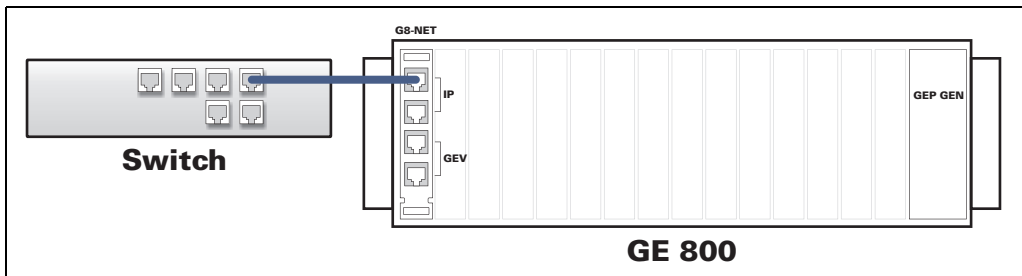 G8-NET
IP
GEP GEN
GEV
Switch
GE 800